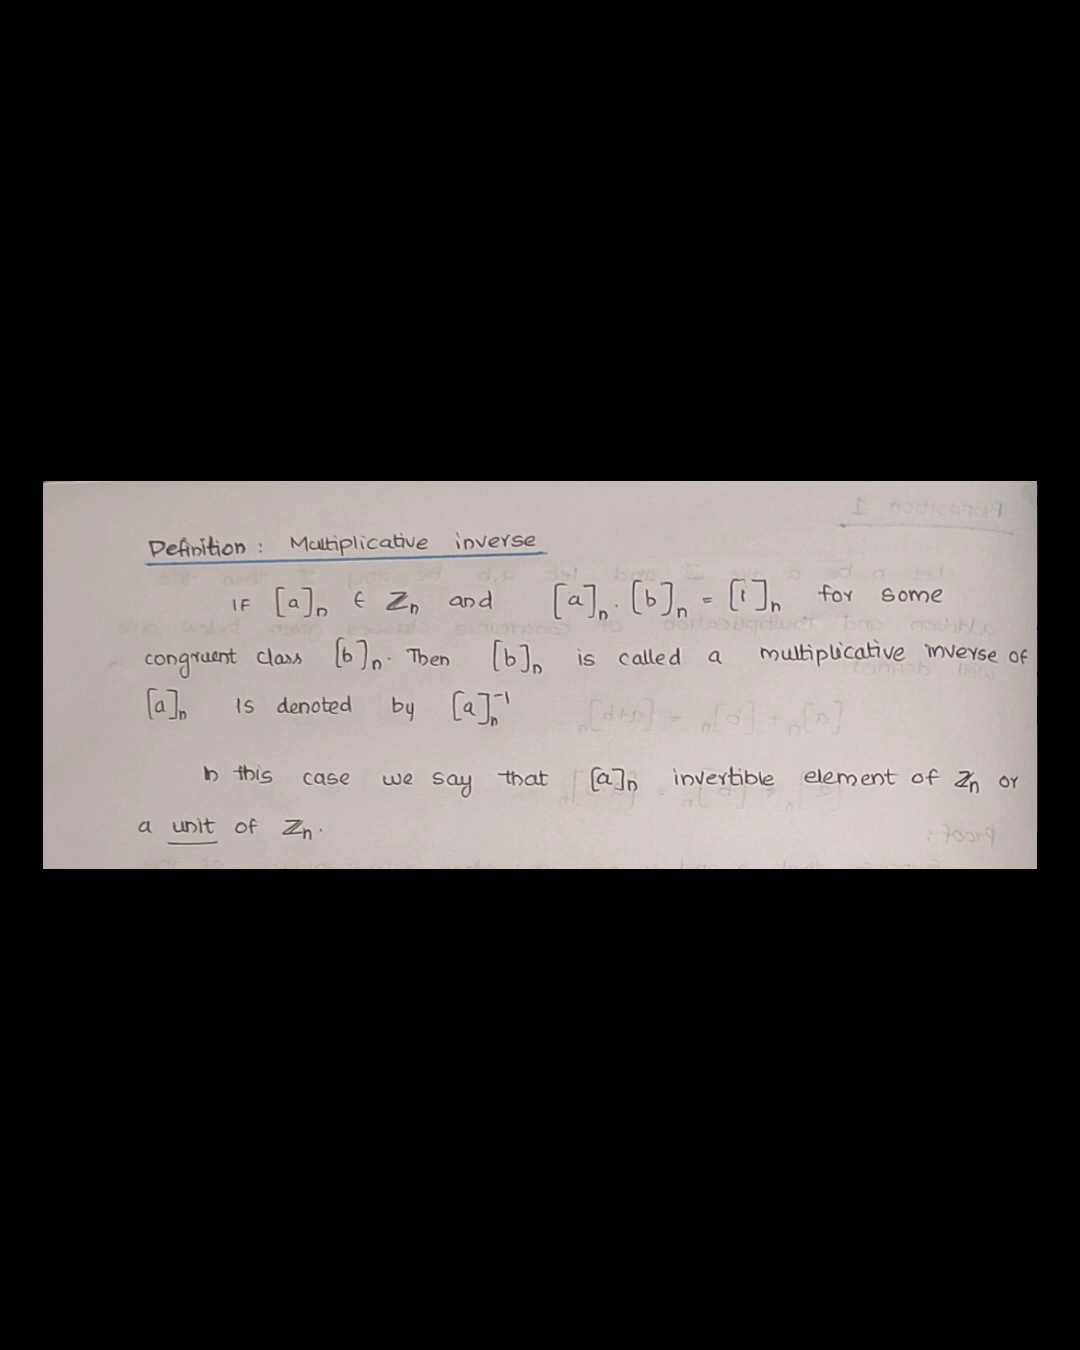 Definition : Multiplicative inverse
IF [a]ₙ ∈ Zₙ and [a]ₙ. [b]ₙ = [1]ₙ for some
congruent class [b]ₙ. Then [b]ₙ is called a multiplicative inverse of
[a]ₙ Is denoted by [a]ₙ⁻¹
In this case we say that [a]ₙ invertible element of Zₙ or
a unit of Zₙ.